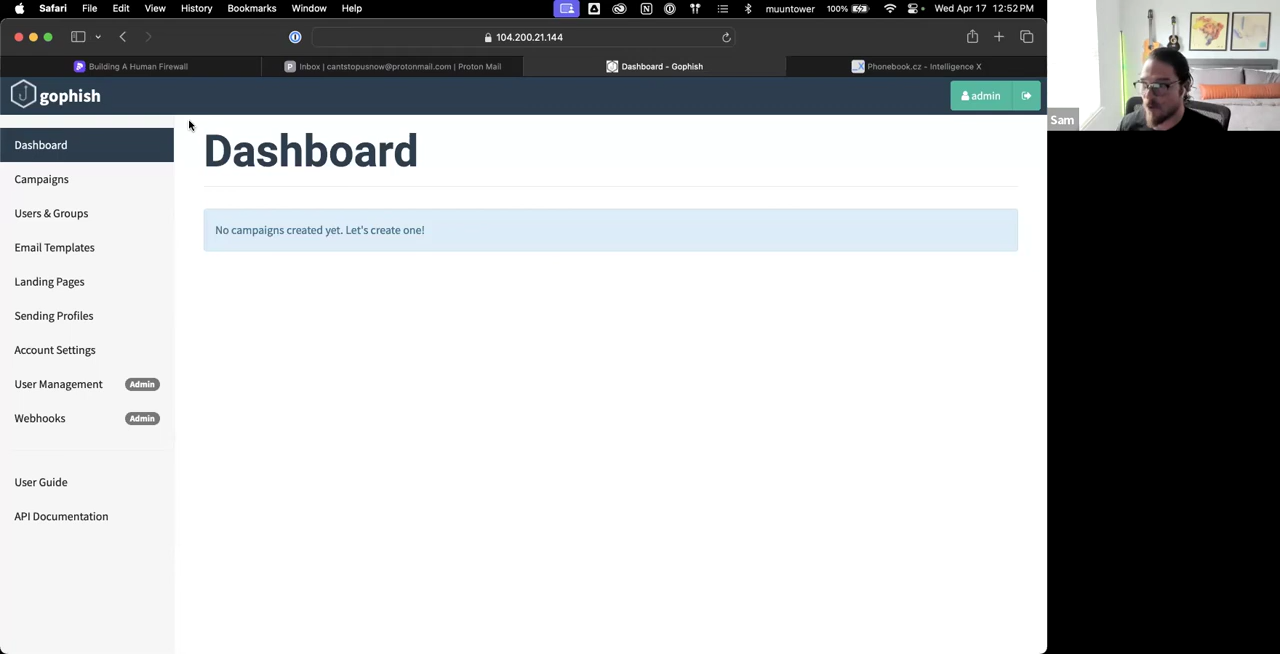 Safari File Edit View History Bookmarks Window Help muuntower 100% Wed Apr 17 12:52 PM
104.200.21.144
Building A Human Firewall
Inbox | cantstopusnow@protonmail.com | Proton Mail
Dashboard - Gophish
Phonebook.cz - Intelligence X
gophish
admin
Sam
Dashboard
Dashboard
Campaigns
Users & Groups
No campaigns created yet. Let's create one!
Email Templates
Landing Pages
Sending Profiles
Account Settings
User Management Admin
Webhooks Admin
User Guide
API Documentation